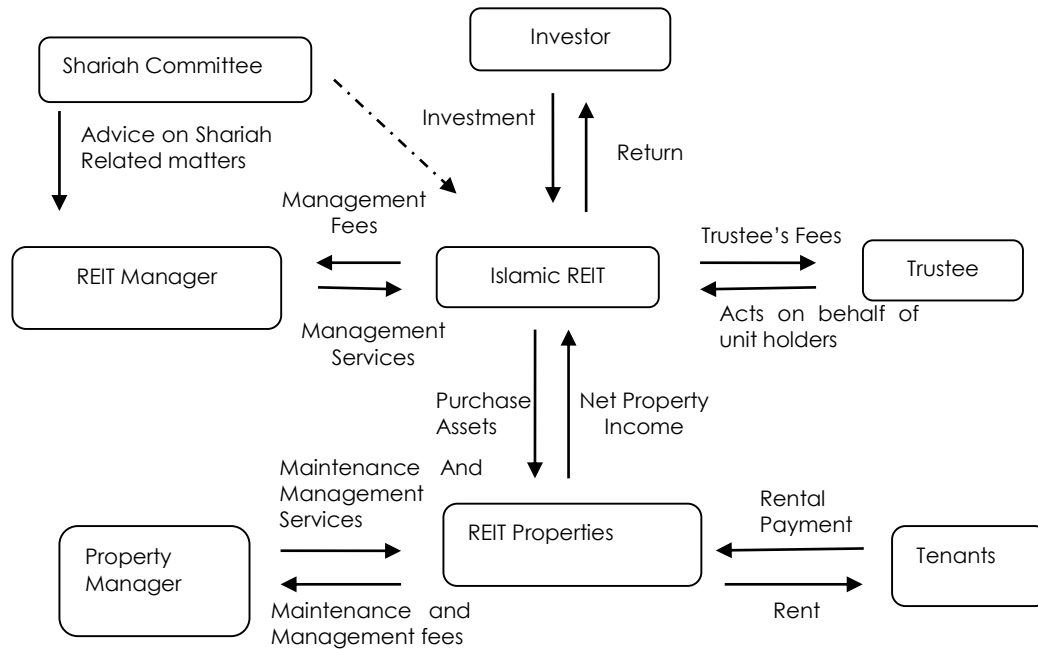 Investor
Shariah Committee
Investment
Advice on Shariah
Related matters
Return
Management
Fees
Trustee's Fees
REIT Manager
Islamic REIT
Trustee
Acts on behalf of
unit holders
Management
Services
Purchase
Assets
Net Property
Income
Maintenance And
Management
Services
Rental
Payment
REIT Properties
Property
Manager
Tenants
Maintenance and
Management fees
Rent